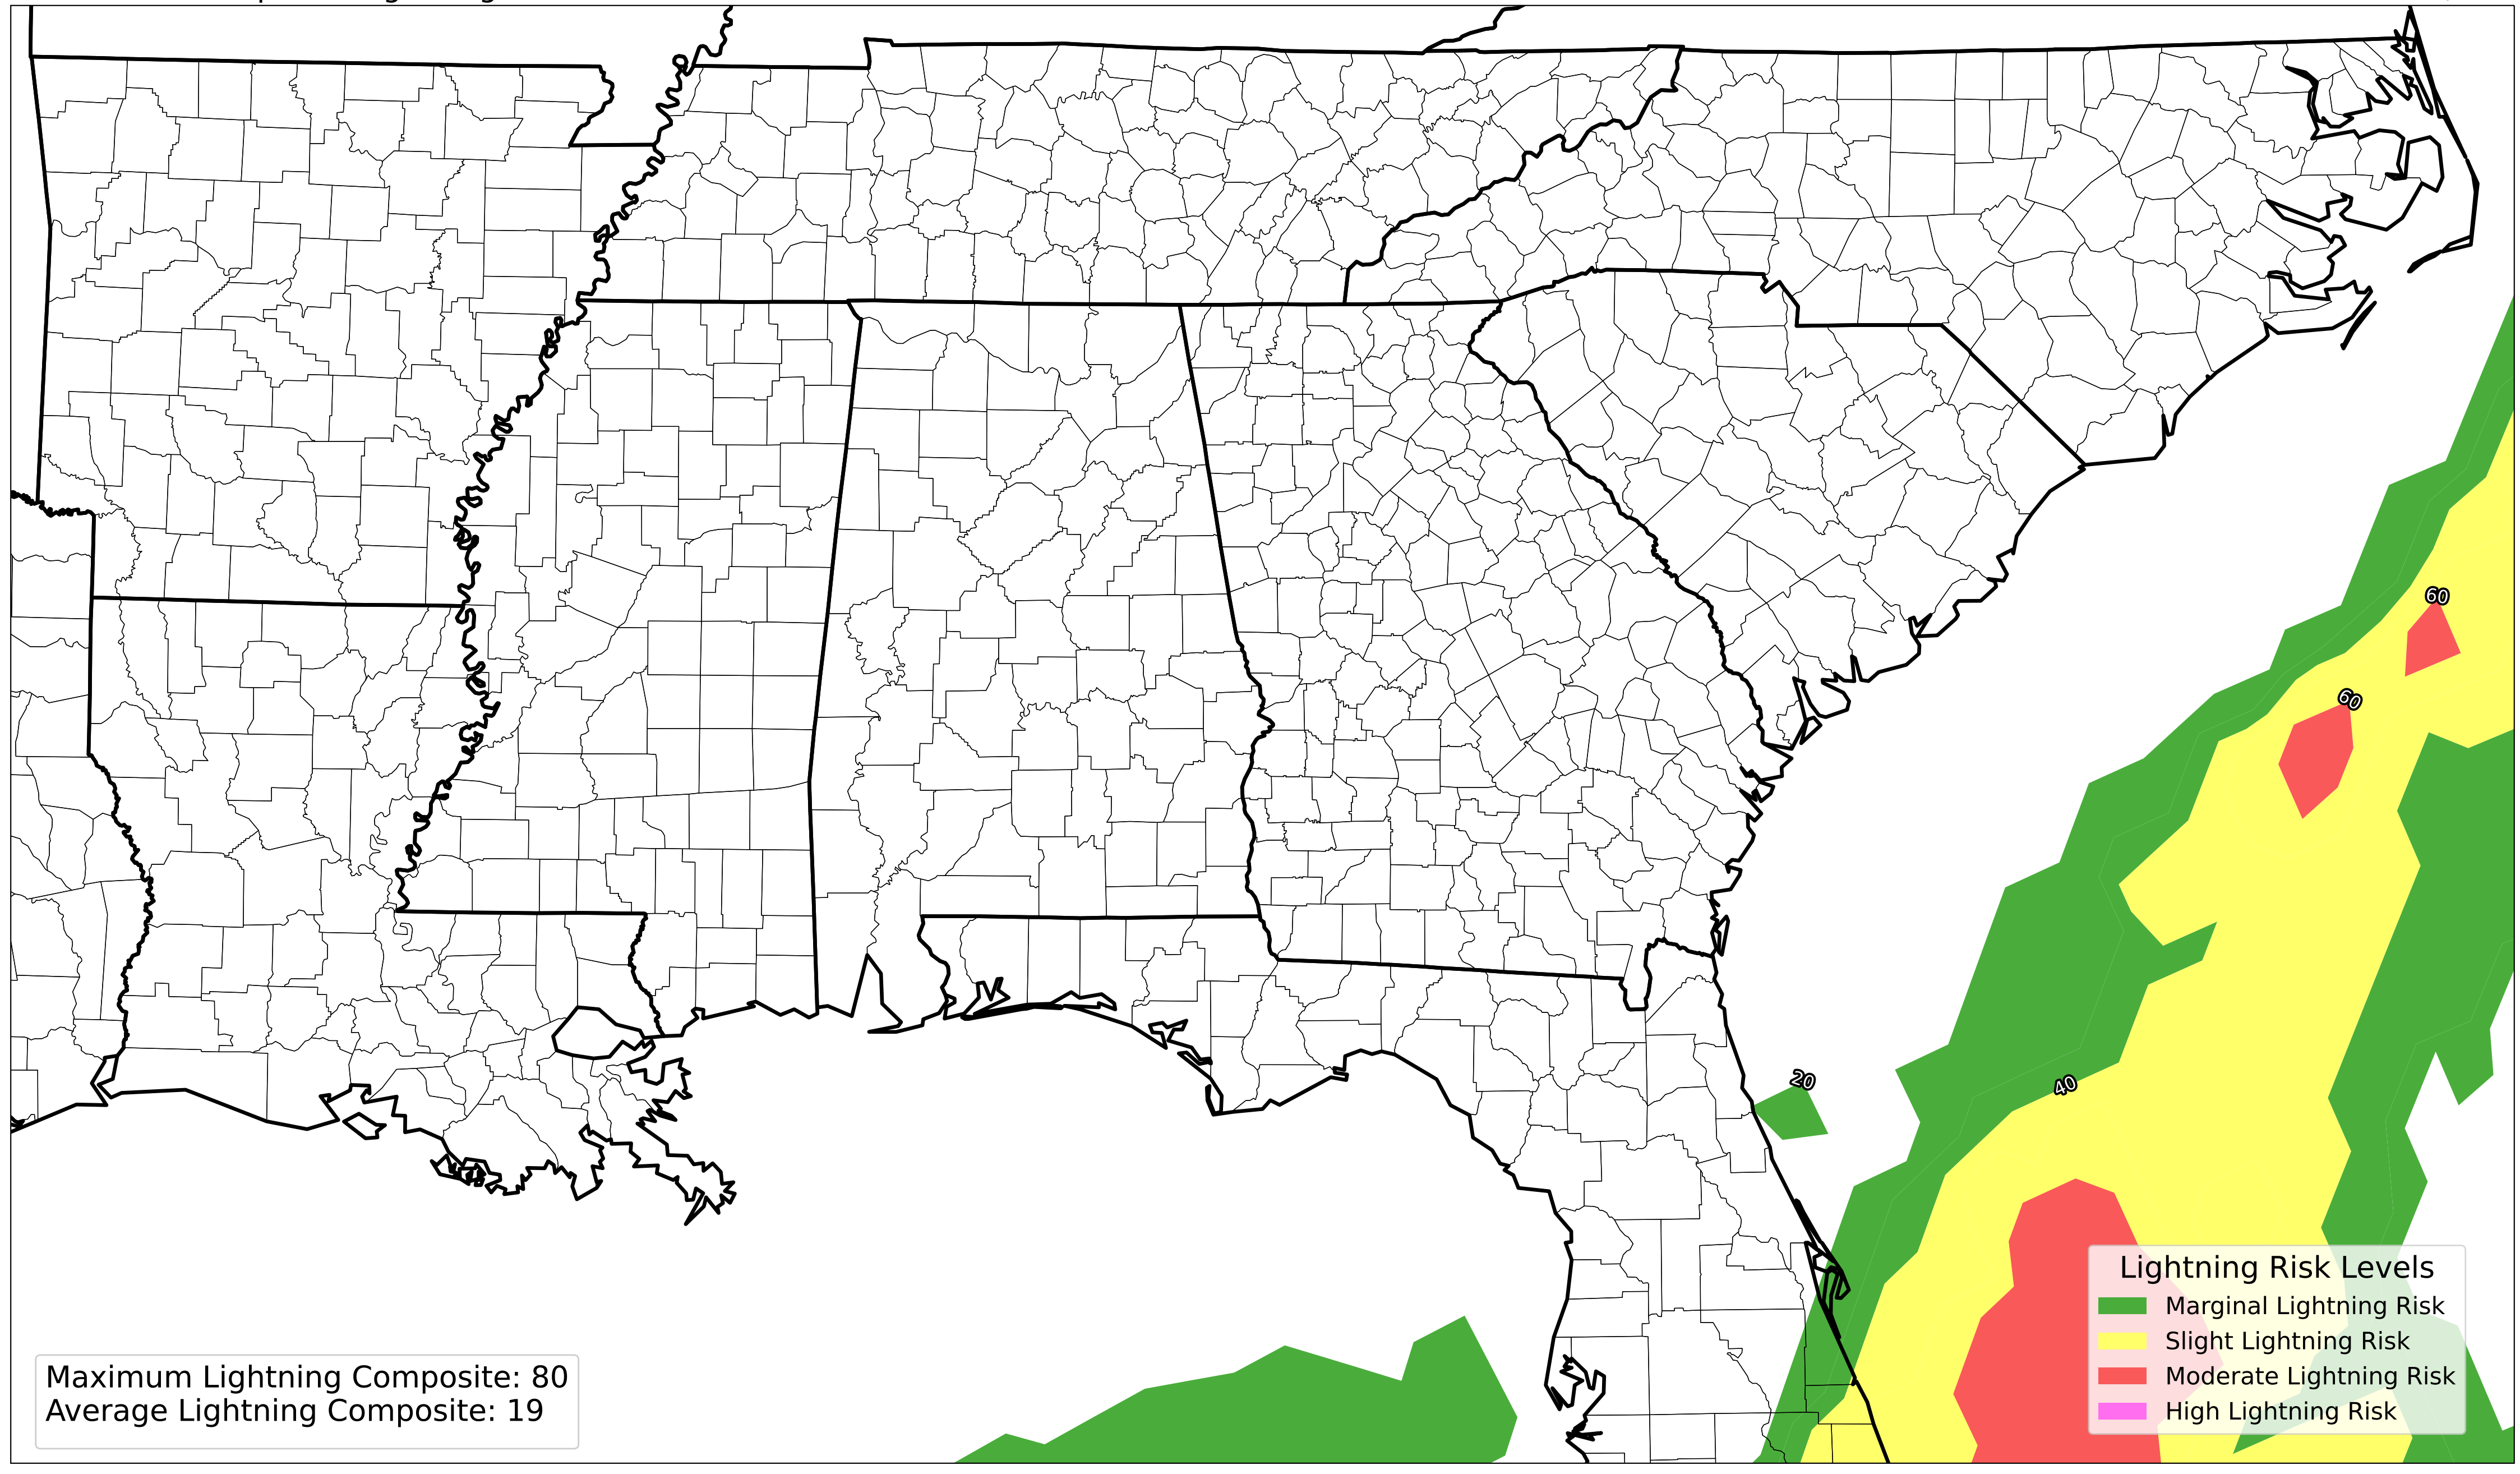 60
60
20
40
Lightning Risk Levels
Marginal Lightning Risk
Slight Lightning Risk
Moderate Lightning Risk
High Lightning Risk
Maximum Lightning Composite: 80
Average Lightning Composite: 19